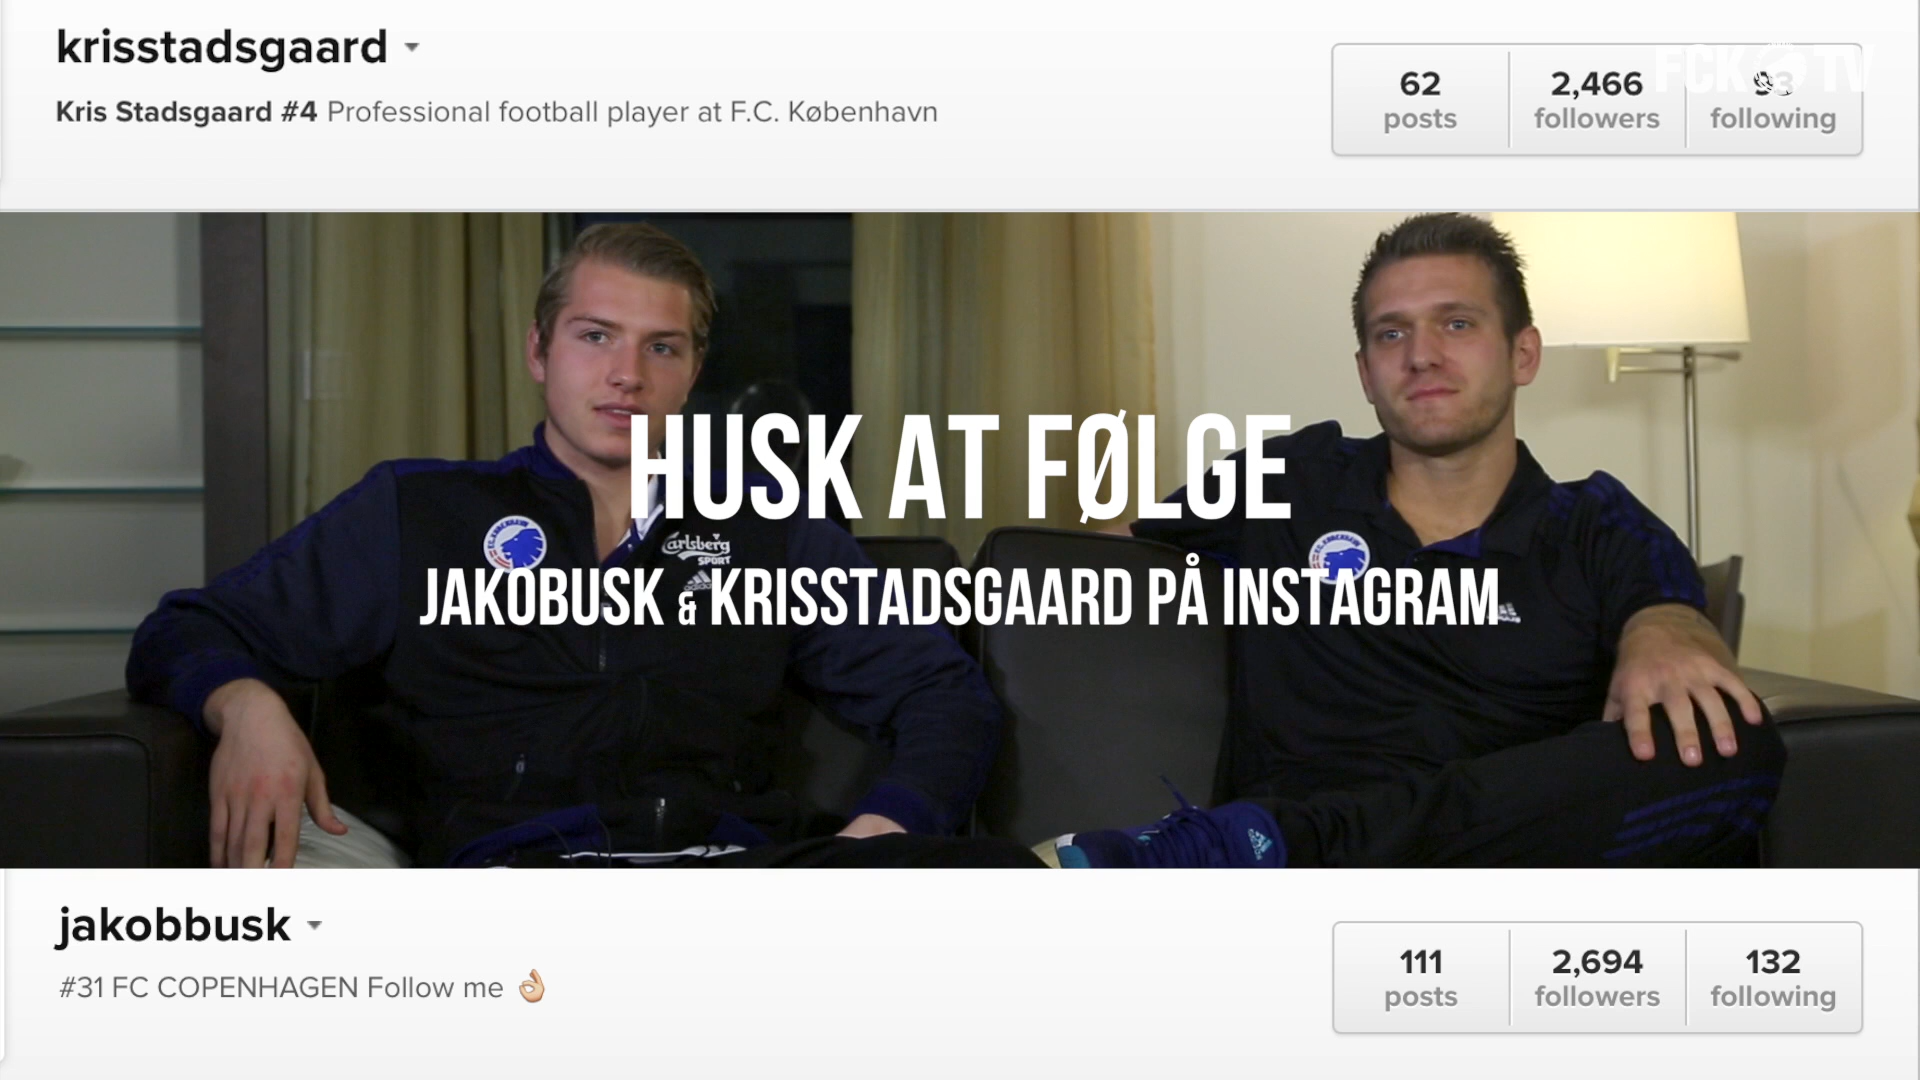 krisstadsgaard
Kris Stadsgaard #4 Professional football player at F.C. København
62 posts
2,466 followers
93 following
FCK TV
HUSK AT FØLGE
Carlsberg
SPORT
adidas
JAKOBUSK & KRISSTADSGAARD PÅ INSTAGRAM
jakobbusk
#31 FC COPENHAGEN Follow me 👌
111 posts
2,694 followers
132 following